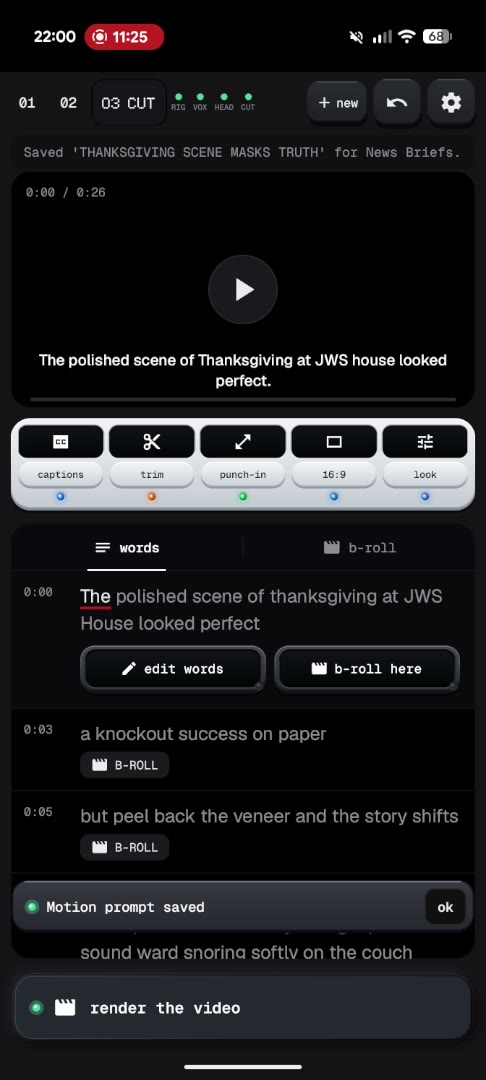 22:00 11:25 68
01 02 03 CUT RIG VOX HEAD CUT + new
Saved 'THANKSGIVING SCENE MASKS TRUTH' for News Briefs.
0:00 / 0:26
The polished scene of Thanksgiving at JWS house looked
perfect.
CC
captions trim punch-in 16:9 look
words b-roll
0:00 The polished scene of thanksgiving at JWS
House looked perfect
edit words b-roll here
0:03 a knockout success on paper
B-ROLL
0:05 but peel back the veneer and the story shifts
B-ROLL
Motion prompt saved ok
sound ward snoring softly on the couch
render the video